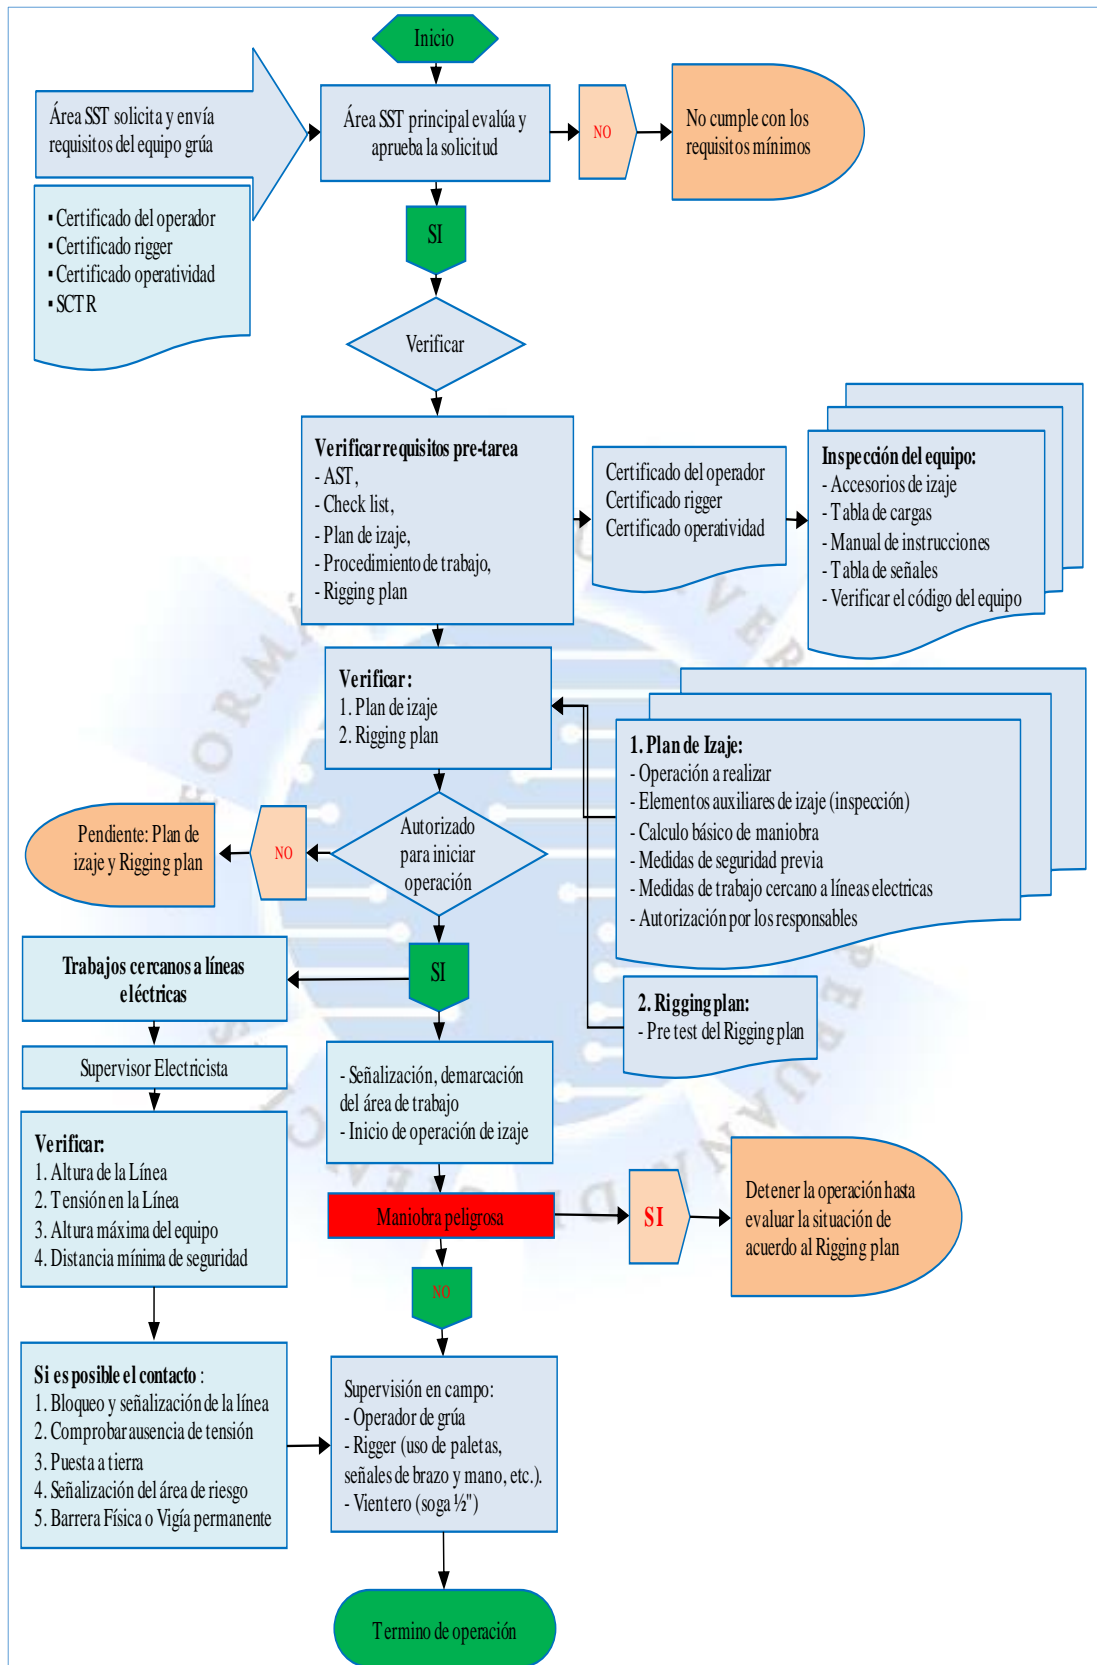 Inicio
Área SST solicita y envía
requisitos del equipo grúa
Área SST principal evalúa y
aprueba la solicitud
NO
No cumple con los
requisitos mínimos
▪ Certificado del operador
▪ Certificado rigger
▪ Certificado operatividad
▪ SCTR
SI
Verificar
Verificar requisitos pre-tarea
- AST,
- Check list,
- Plan de izaje,
- Procedimiento de trabajo,
- Rigging plan
Certificado del operador
Certificado rigger
Certificado operatividad
Inspección del equipo:
- Accesorios de izaje
- Tabla de cargas
- Manual de instrucciones
- Tabla de señales
- Verificar el código del equipo
Verificar :
1. Plan de izaje
2. Rigging plan
1. Plan de Izaje:
- Operación a realizar
- Elementos auxiliares de izaje (inspección)
- Calculo básico de maniobra
- Medidas de seguridad previa
- Medidas de trabajo cercano a líneas electricas
- Autorización por los responsables
Autorizado
para iniciar
operación
NO
Pendiente: Plan de
izaje y Rigging plan
SI
2. Rigging plan:
- Pre test del Rigging plan
Trabajos cercanos a líneas
eléctricas
Supervisor Electricista
Verificar:
1. Altura de la Línea
2. Tensión en la Línea
3. Altura máxima del equipo
4. Distancia mínima de seguridad
- Señalización, demarcación
del área de trabajo
- Inicio de operación de izaje
Maniobra peligrosa
SI
Detener la operación hasta
evaluar la situación de
acuerdo al Rigging plan
NO
Si es posible el contacto :
1. Bloqueo y señalización de la línea
2. Comprobar ausencia de tensión
3. Puesta a tierra
4. Señalización del área de riesgo
5. Barrera Física o Vigía permanente
Supervisión en campo:
- Operador de grúa
- Rigger (uso de paletas,
señales de brazo y mano, etc.).
- Vientero (soga ½")
Termino de operación